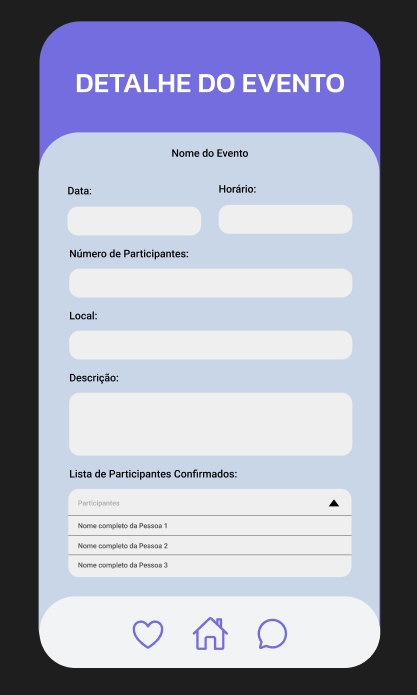 DETALHE DO EVENTO
Nome do Evento
Data:
Horário:
Número de Participantes:
Local:
Descrição:
Lista de Participantes Confirmados:
Participantes
Nome completo da Pessoa 1
Nome completo da Pessoa 2
Nome completo da Pessoa 3